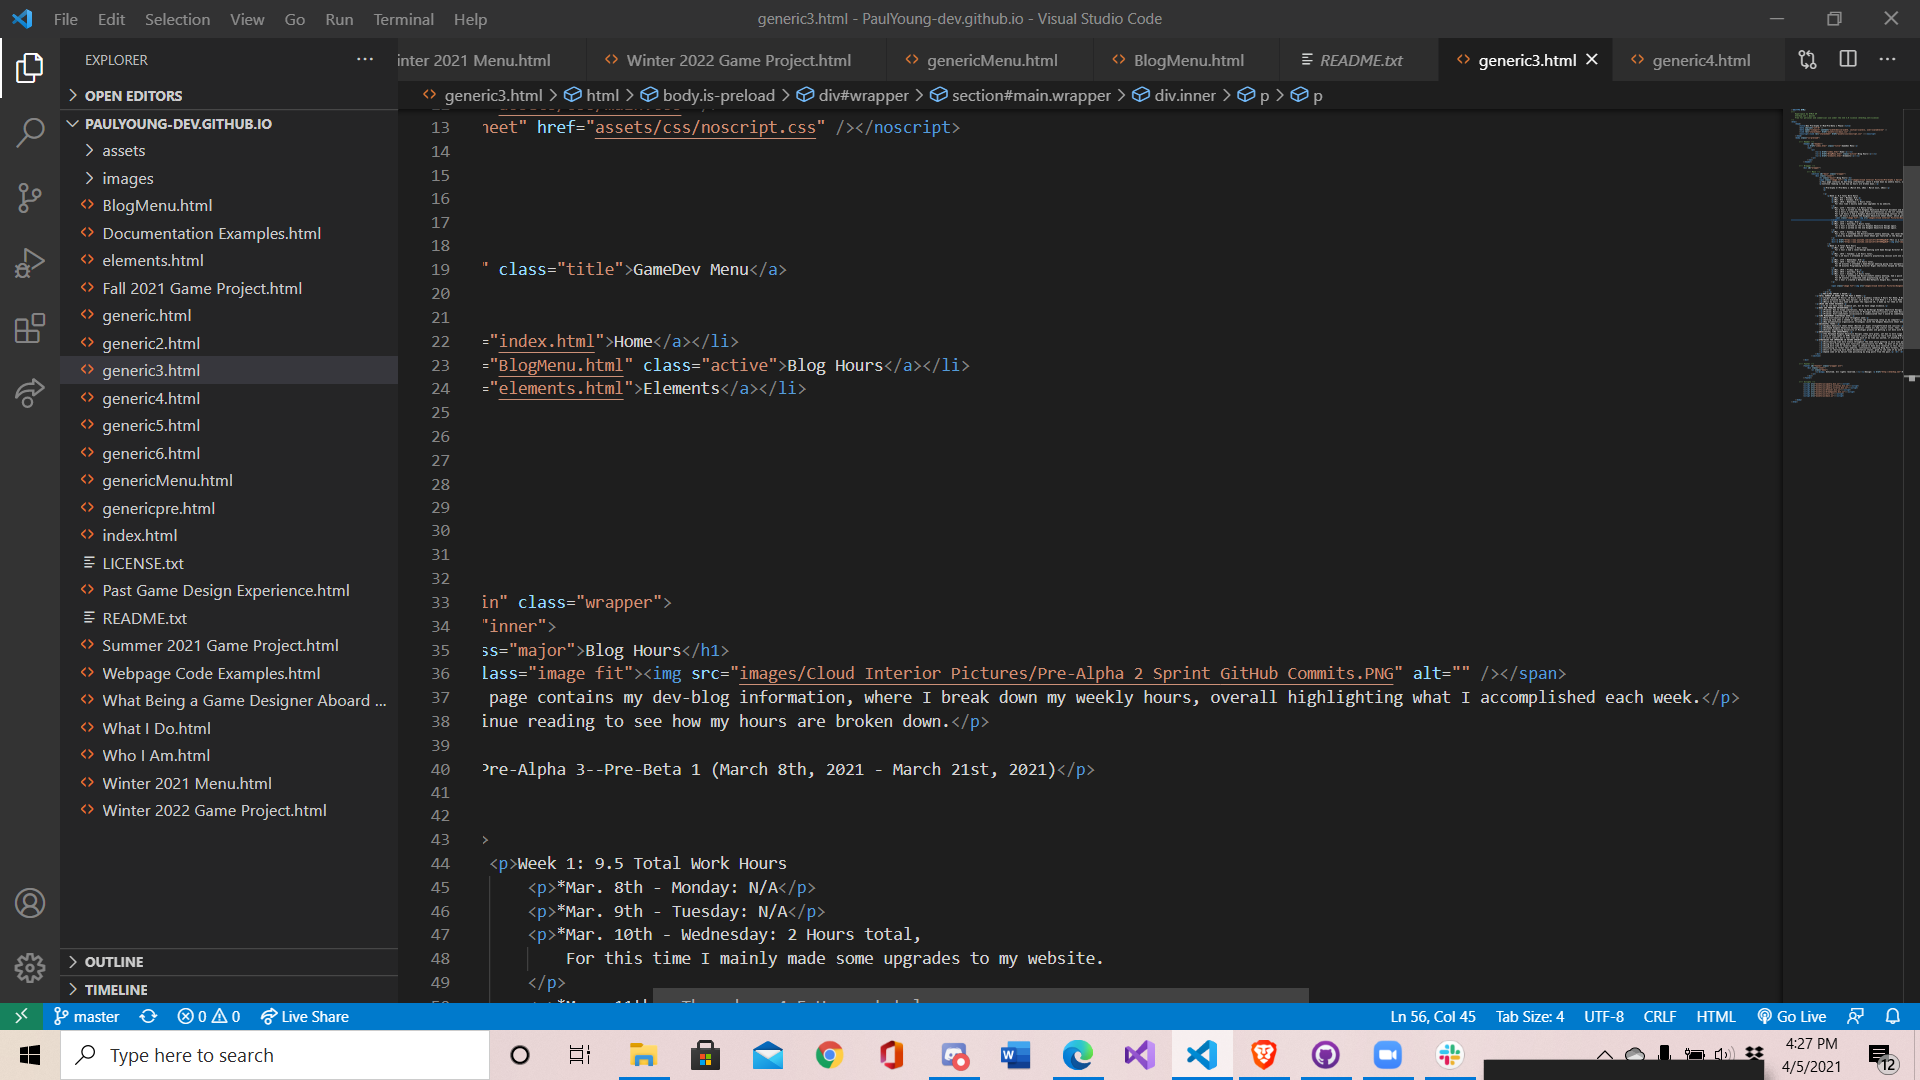 File Edit Selection View Go Run Terminal Help
generic3.html - PaulYoung-dev.github.io - Visual Studio Code
EXPLORER
inter 2021 Menu.html
Winter 2022 Game Project.html
genericMenu.html
BlogMenu.html
README.txt
generic3.html
generic4.html
generic3.html > html > body.is-preload > div#wrapper > section#main.wrapper > div.inner > p > p
OPEN EDITORS
PAULYOUNG-DEV.GITHUB.IO
assets
images
BlogMenu.html
Documentation Examples.html
elements.html
Fall 2021 Game Project.html
generic.html
generic2.html
generic3.html
generic4.html
generic5.html
generic6.html
genericMenu.html
genericpre.html
index.html
LICENSE.txt
Past Game Design Experience.html
README.txt
Summer 2021 Game Project.html
Webpage Code Examples.html
What Being a Game Designer Aboard ...
What I Do.html
Who I Am.html
Winter 2021 Menu.html
Winter 2022 Game Project.html
OUTLINE
TIMELINE
13 heet" href="assets/css/noscript.css" /></noscript>
14
15
16
17
18
19 " class="title">GameDev Menu</a>
20
21
22 ="index.html">Home</a></li>
23 ="BlogMenu.html" class="active">Blog Hours</a></li>
24 ="elements.html">Elements</a></li>
25
26
27
28
29
30
31
32
33 in" class="wrapper">
34 "inner">
35 ss="major">Blog Hours</h1>
36 lass="image fit"><img src="images/Cloud Interior Pictures/Pre-Alpha 2 Sprint GitHub Commits.PNG" alt="" /></span>
37 page contains my dev-blog information, where I break down my weekly hours, overall highlighting what I accomplished each week.</p>
38 inue reading to see how my hours are broken down.</p>
39
40 Pre-Alpha 3--Pre-Beta 1 (March 8th, 2021 - March 21st, 2021)</p>
41
42
43 >
44 <p>Week 1: 9.5 Total Work Hours
45 <p>*Mar. 8th - Monday: N/A</p>
46 <p>*Mar. 9th - Tuesday: N/A</p>
47 <p>*Mar. 10th - Wednesday: 2 Hours total,
48 For this time I mainly made some upgrades to my website.
49 </p>
master
0 0
Live Share
Ln 56, Col 45
Tab Size: 4
UTF-8
CRLF
HTML
Go Live
Type here to search
4:27 PM
4/5/2021
12